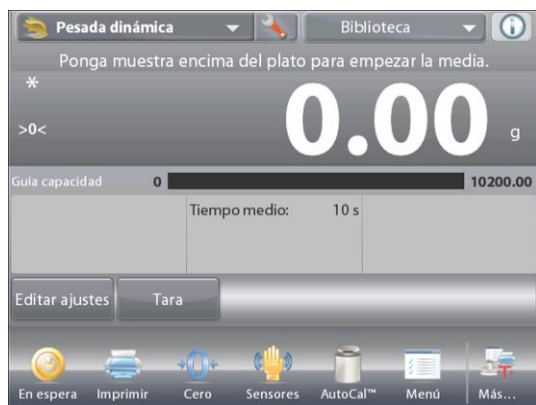 Pesada dinámica Biblioteca
Ponga muestra encima del plato para empezar la media.
*
>0< 0.00 g
Guía capacidad 0 10200.00
Tiempo medio: 10 s
Editar ajustes Tara
→0←
En espera Imprimir Cero Sensores AutoCal™ Menú Más...